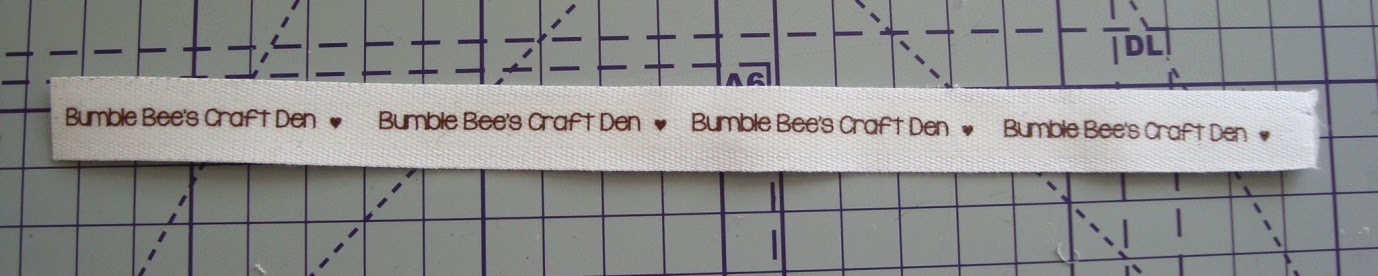 DL
A6
Bumble Bee's Craft Den ♥ Bumble Bee's Craft Den ♥ Bumble Bee's Craft Den ♥ Bumble Bee's Craft Den ♥